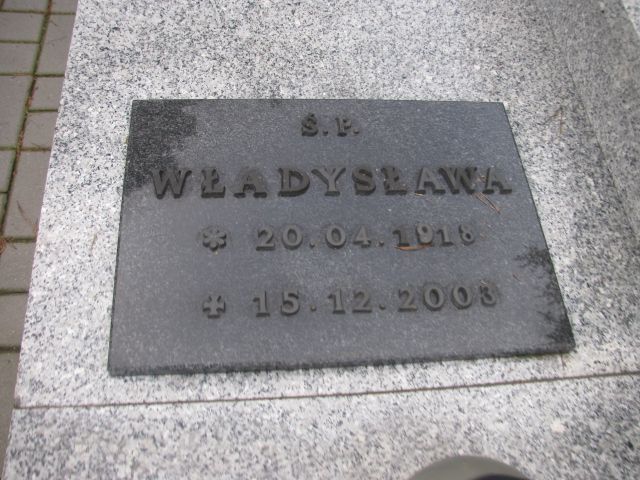 Ś.P.
WŁADYSŁAWA
* 20.04.1918
+ 15.12.2003